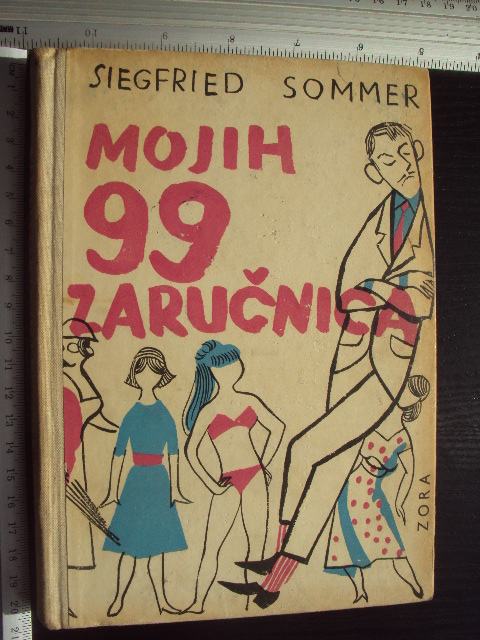 SIEGFRIED SOMMER
MOJIH
99
ZARUČNICA
ZORA